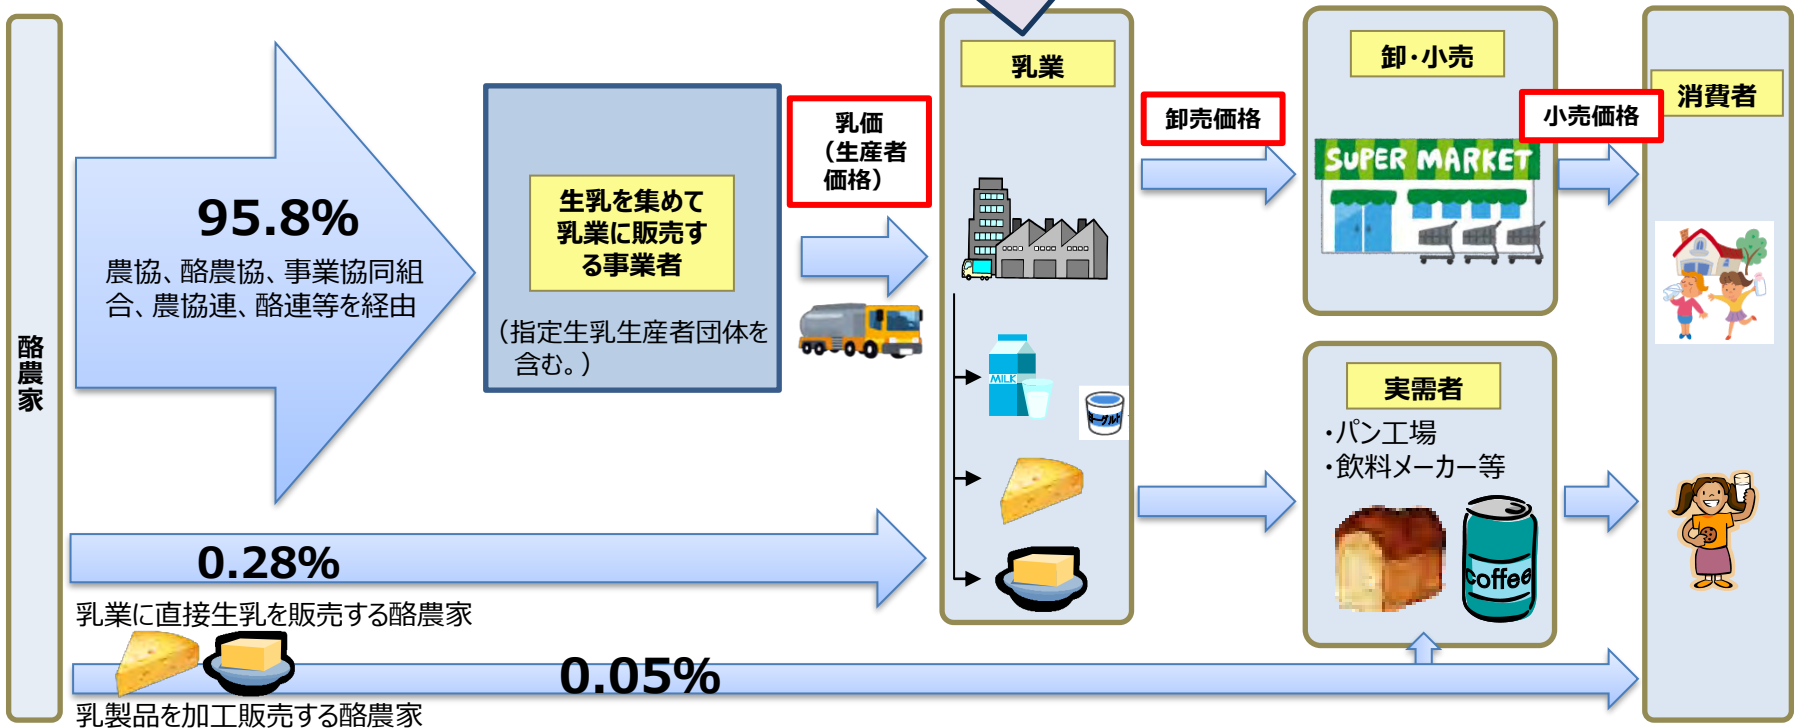 酪農家
95.8%
農協、酪農協、事業協同組
合、農協連、酪連等を経由
生乳を集めて
乳業に販売す
る事業者
（指定生乳生産者団体を
含む。）
乳価
（生産者
価格）
乳業
MILK
ヨーグルト
卸売価格
卸・小売
SUPER MARKET
小売価格
消費者
実需者
・パン工場
・飲料メーカー等
coffee
0.28%
乳業に直接生乳を販売する酪農家
0.05%
乳製品を加工販売する酪農家